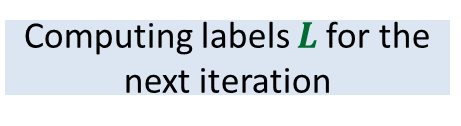 Computing labels L for the
next iteration